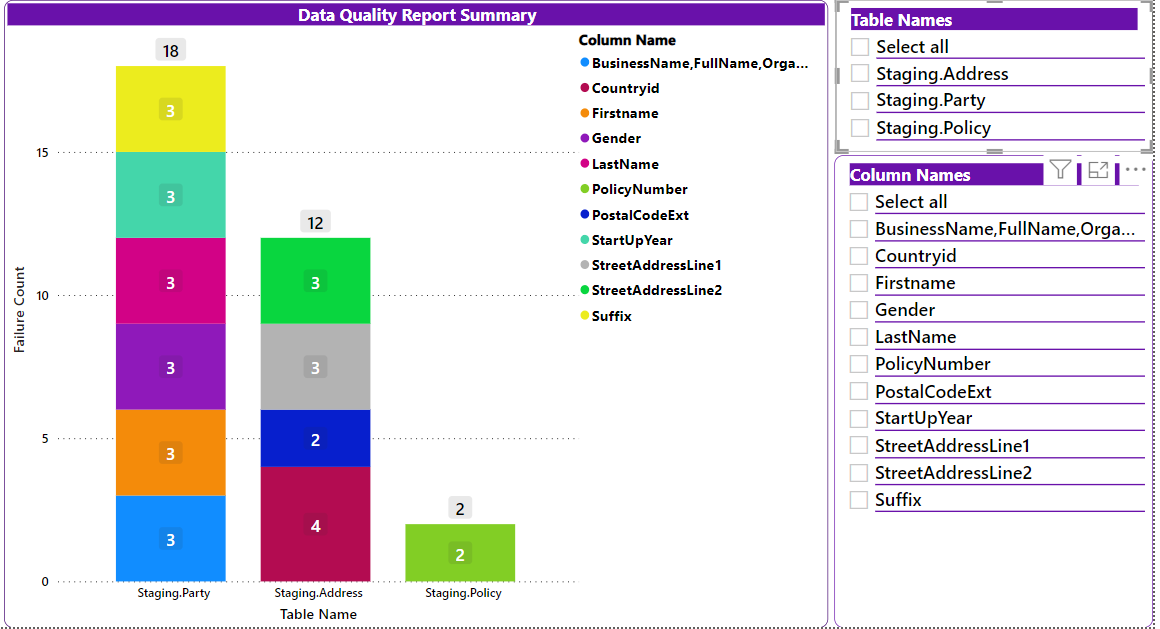 Data Quality Report Summary
18
3
3
3
3
3
3
12
3
3
2
4
2
2
15
10
5
0
Failure Count
Staging.Party
Staging.Address
Staging.Policy
Table Name
Column Name
BusinessName,FullName,Orga...
Countryid
Firstname
Gender
LastName
PolicyNumber
PostalCodeExt
StartUpYear
StreetAddressLine1
StreetAddressLine2
Suffix
Table Names
Select all
Staging.Address
Staging.Party
Staging.Policy
Column Names
Select all
BusinessName,FullName,Orga...
Countryid
Firstname
Gender
LastName
PolicyNumber
PostalCodeExt
StartUpYear
StreetAddressLine1
StreetAddressLine2
Suffix